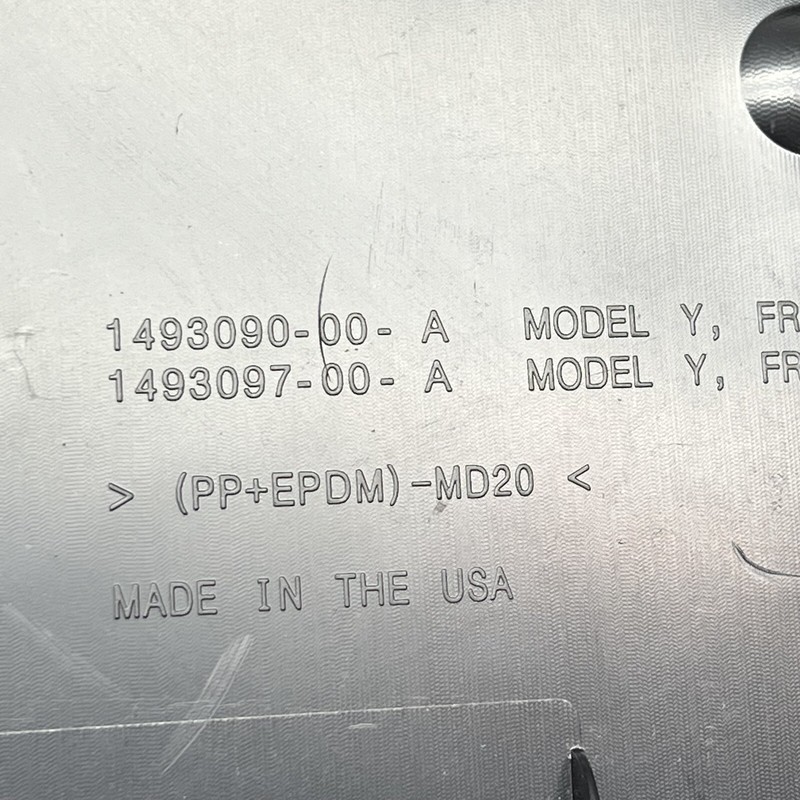 1493090-00- A MODEL Y, FR
1493097-00- A MODEL Y, FR
> (PP+EPDM)-MD20 <
MADE IN THE USA